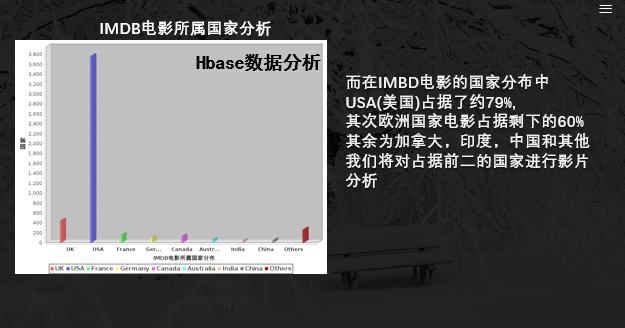 IMDB电影所属国家分析
Hbase数据分析
3,800
3,600
3,400
3,200
3,000
2,800
2,600
2,400
2,200
2,000
1,800
1,600
1,400
1,200
1,000
800
600
400
200
0
UK USA France Ger... Canada Austr... India China Others
IMDB电影所属国家分布
UK USA France Germany Canada Australia India China Others
而在IMBD电影的国家分布中
USA(美国)占据了约79%,
其次欧洲国家电影占据剩下的60%
其余为加拿大，印度，中国和其他
我们将对占据前二的国家进行影片
分析